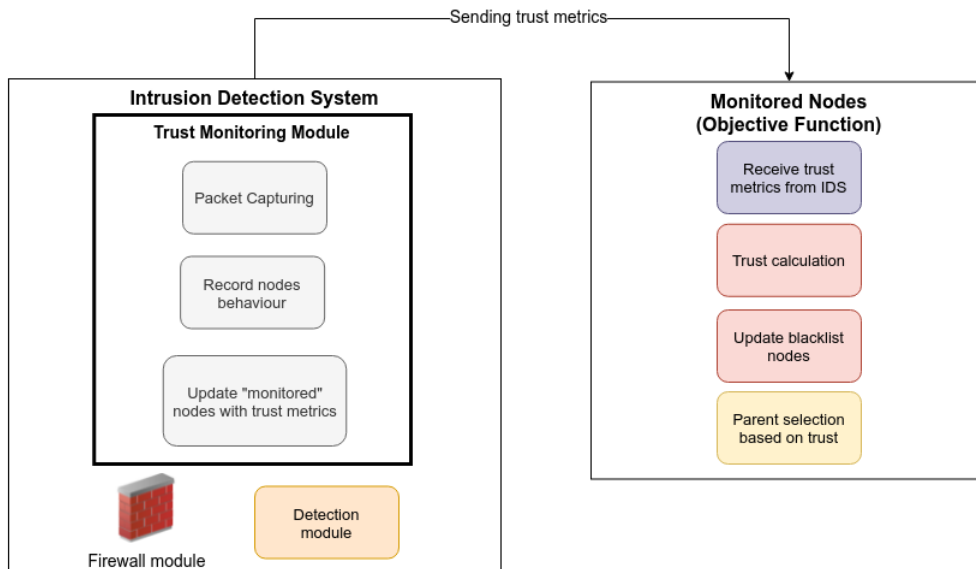 Sending trust metrics
Intrusion Detection System
Trust Monitoring Module
Packet Capturing
Record nodes
behaviour
Update "monitored"
nodes with trust metrics
Firewall module
Detection
module
Monitored Nodes
(Objective Function)
Receive trust
metrics from IDS
Trust calculation
Update blacklist
nodes
Parent selection
based on trust